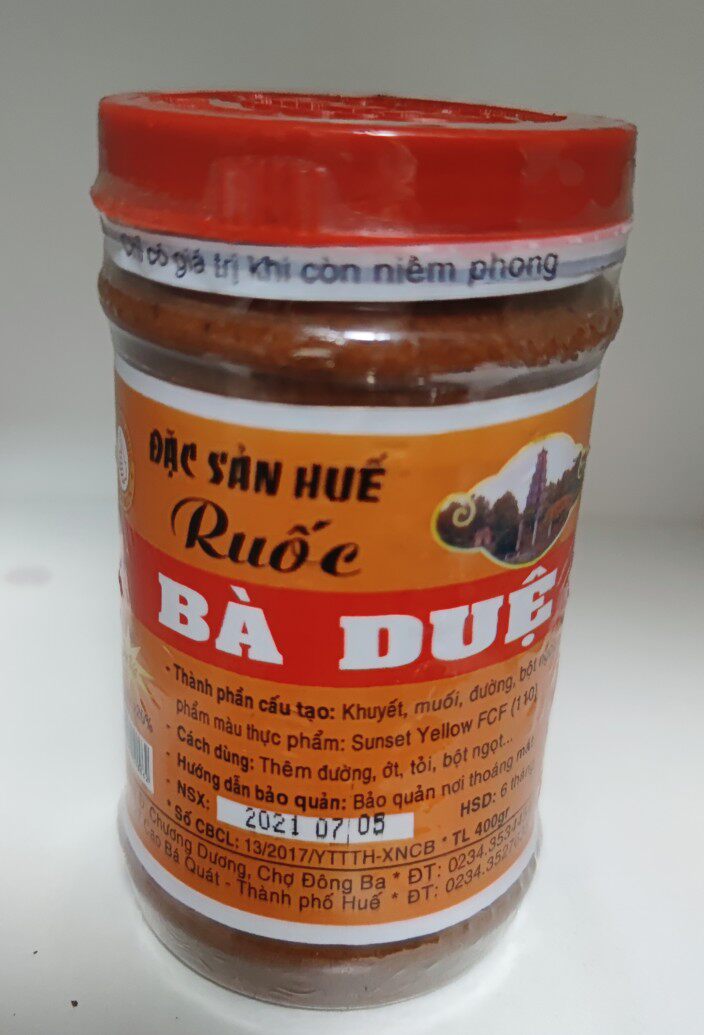 có giá trị khi còn niêm phong
ĐẶC SẢN HUẾ
Ruốc
BÀ DUỆ
- Thành phần cấu tạo: Khuyết, muối, đường, bột
phẩm màu thực phẩm: Sunset Yellow FCF (110)
- Cách dùng: Thêm đường, ớt, tỏi, bột ngọt...
- Hướng dẫn bảo quản: Bảo quản nơi thoáng mát
- NSX: 2021 07 05 HSD: 6 tháng
* Số CBCL: 13/2017/YTTTH-XNCB * TL 400gr
Chương Dương, Chợ Đông Ba * ĐT: 0234.
Cao Bá Quát - Thành phố Huế * ĐT: 0234.